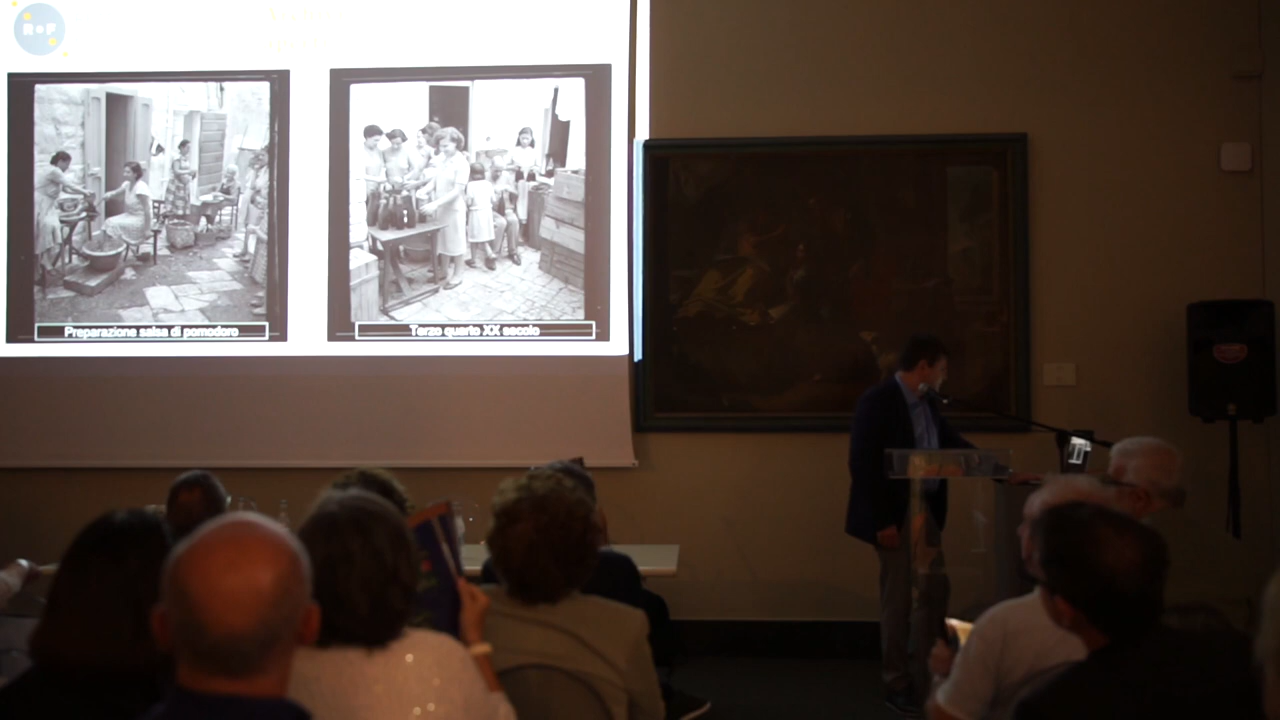 R●F
Preparazione salsa di pomodoro
Terzo quarto XX secolo